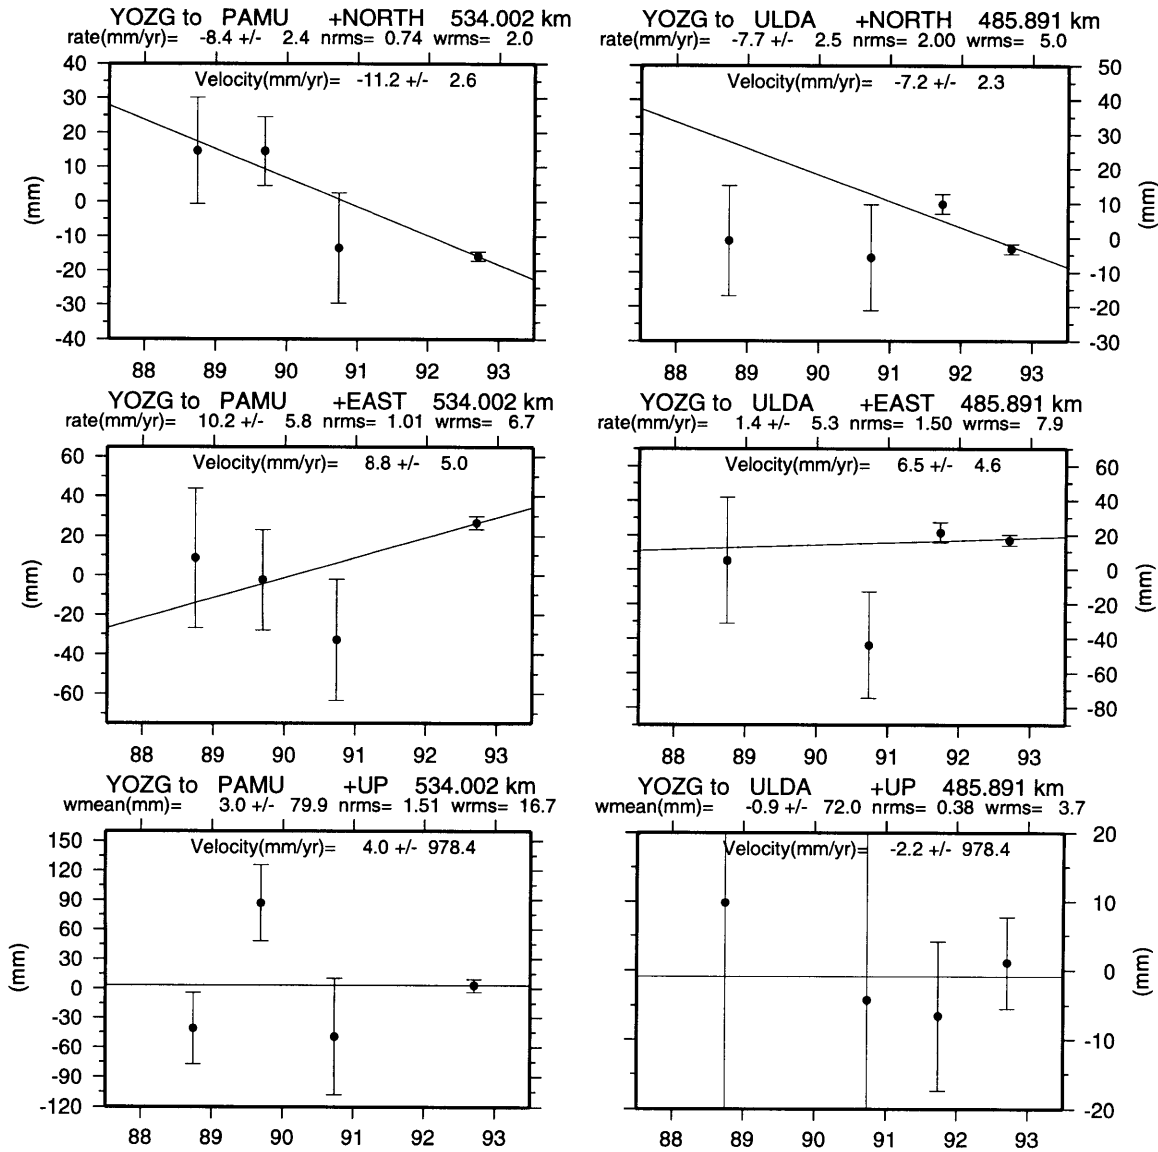 YOZG to PAMU +NORTH 534.002 km
rate(mm/yr)= -8.4 +/- 2.4 nrms= 0.74 wrms= 2.0
Velocity(mm/yr)= -11.2 +/- 2.6
40
30
20
10
0
-10
-20
-30
-40
(mm)
88 89 90 91 92 93
YOZG to ULDA +NORTH 485.891 km
rate(mm/yr)= -7.7 +/- 2.5 nrms= 2.00 wrms= 5.0
Velocity(mm/yr)= -7.2 +/- 2.3
50
40
30
20
10
0
-10
-20
-30
(mm)
88 89 90 91 92 93
YOZG to PAMU +EAST 534.002 km
rate(mm/yr)= 10.2 +/- 5.8 nrms= 1.01 wrms= 6.7
Velocity(mm/yr)= 8.8 +/- 5.0
60
40
20
0
-20
-40
-60
(mm)
88 89 90 91 92 93
YOZG to ULDA +EAST 485.891 km
rate(mm/yr)= 1.4 +/- 5.3 nrms= 1.50 wrms= 7.9
Velocity(mm/yr)= 6.5 +/- 4.6
60
40
20
0
-20
-40
-60
-80
(mm)
88 89 90 91 92 93
YOZG to PAMU +UP 534.002 km
wmean(mm)= 3.0 +/- 79.9 nrms= 1.51 wrms= 16.7
Velocity(mm/yr)= 4.0 +/- 978.4
150
120
90
60
30
0
-30
-60
-90
-120
(mm)
88 89 90 91 92 93
YOZG to ULDA +UP 485.891 km
wmean(mm)= -0.9 +/- 72.0 nrms= 0.38 wrms= 3.7
Velocity(mm/yr)= -2.2 +/- 978.4
20
10
0
-10
-20
(mm)
88 89 90 91 92 93